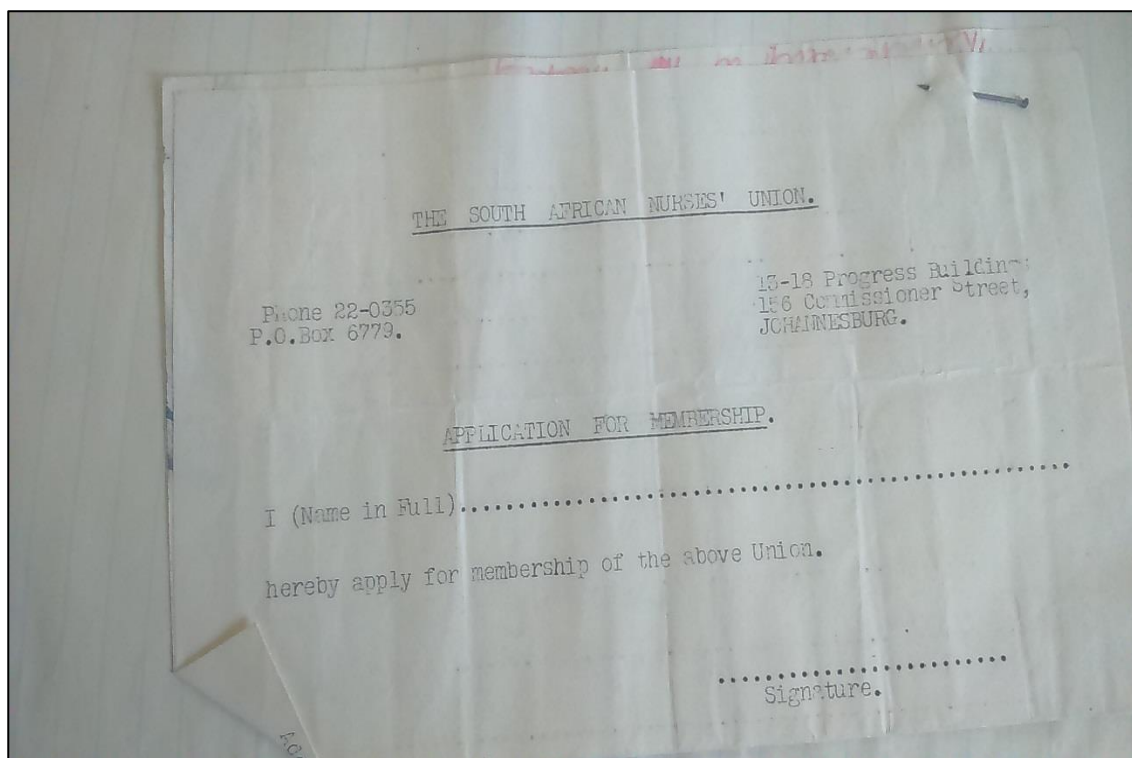 THE SOUTH AFRICAN NURSES' UNION.
13-18 Progress Buildings
Phone 22-0355
156 Commissioner Street,
P.O.Box 6779.
JOHANNESBURG.
APPLICATION FOR MEMBERSHIP.
I (Name in Full)..............................................................
hereby apply for membership of the above Union.
...........................
Signature.